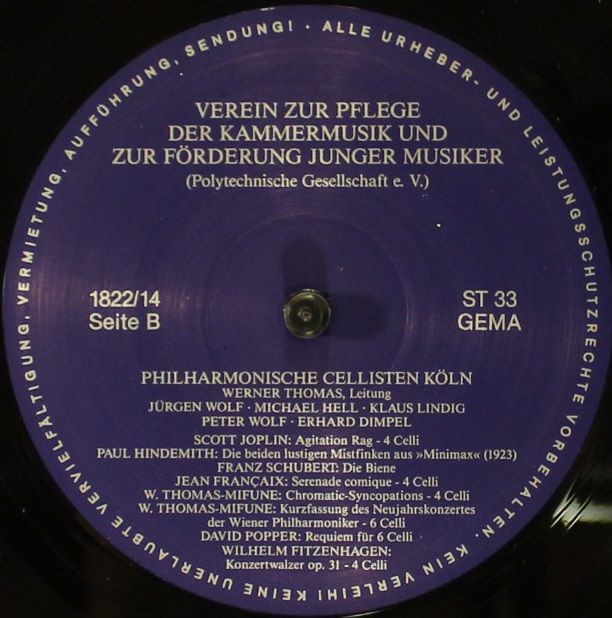 ALLE URHEBER- UND LEISTUNGSSCHUTZRECHTE VORBEHALTEN · KEIN VERLEIH! KEINE UNERLAUBTE VERVIELFÄLTIGUNG, VERMIETUNG, AUFFÜHRUNG, SENDUNG! ·
VEREIN ZUR PFLEGE
DER KAMMERMUSIK UND
ZUR FÖRDERUNG JUNGER MUSIKER
(Polytechnische Gesellschaft e. V.)
1822/14
Seite B
ST 33
GEMA
PHILHARMONISCHE CELLISTEN KÖLN
WERNER THOMAS, Leitung
JÜRGEN WOLF · MICHAEL HELL · KLAUS LINDIG
PETER WOLF · ERHARD DIMPEL
SCOTT JOPLIN: Agitation Rag - 4 Celli
PAUL HINDEMITH: Die beiden lustigen Mistfinken aus »Minimax« (1923)
FRANZ SCHUBERT: Die Biene
JEAN FRANÇAIX: Serenade comique - 4 Celli
W. THOMAS-MIFUNE: Chromatic-Syncopations - 4 Celli
W. THOMAS-MIFUNE: Kurzfassung des Neujahrskonzertes
der Wiener Philharmoniker - 6 Celli
DAVID POPPER: Requiem für 6 Celli
WILHELM FITZENHAGEN:
Konzertwalzer op. 31 - 4 Celli